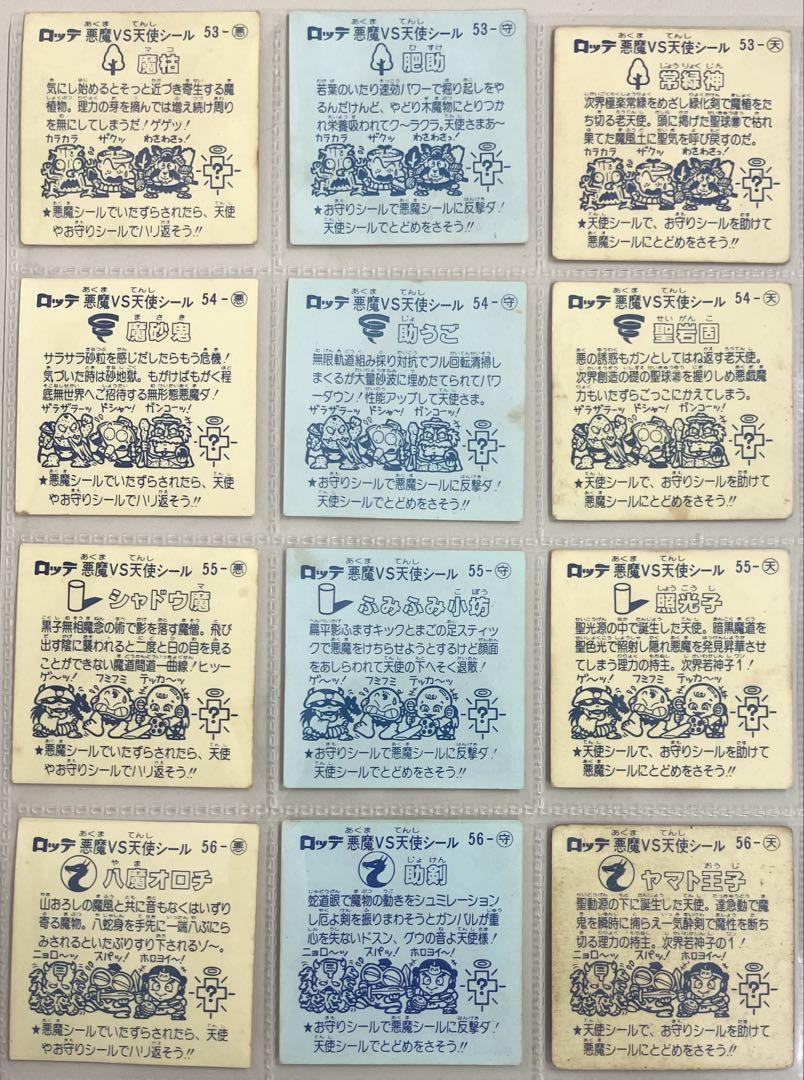 ロッテ 悪魔VS天使シール 53-悪
魔枯
気にし始めるとそっと近づき寄生する魔
植物。理力の芽を摘んでは増え続け周り
を無にしてしまうだ！ゲゲッ！
カラカラ ザクッ わさわさっ！
?
★悪魔シールでいたずらされたら、天使
やお守りシールでハリ返そう!!
ロッテ 悪魔VS天使シール 53-守
肥助
若葉のいたり速効パワーで掘り起しをや
るんだけんど、やどり木魔物にとりつか
れ栄養吸われてク〜ラクラ。天使さまあ〜
カラカラ ザクッ わさわさっ！
?
★お守りシールで悪魔シールに反撃ダ！
天使シールでとどめをさそう!!
ロッテ 悪魔VS天使シール 53-天
常緑神
次界極楽常緑をめざし緑化剣で魔植をた
ち切る老天使。頭に掲げた聖球で枯れ
果てた魔風土に聖気を呼び戻すのだ。
カラカラ ザクッ わさわさっ！
?
★天使シールで、お守りシールを助けて
悪魔シールにとどめをさそう!!
ロッテ 悪魔VS天使シール 54-悪
魔砂鬼
サラサラ砂粒を感じだしたらもう危機！
気づいた時は砂地獄。もがけばもがく程
底無世界へご招待する無形態悪魔ダ！
ザラザラーッ ドシャ〜！ ガンコーッ！
?
★悪魔シールでいたずらされたら、天使
やお守りシールでハリ返そう!!
ロッテ 悪魔VS天使シール 54-守
助うご
無限軌道組み探り対抗でフル回転清掃し
まくるが大量砂波に埋めたてられてパワ
ーダウン！性能アップして天使さま。
ザラザラーッ ドシャ〜！ ガンコーッ！
?
★お守りシールで悪魔シールに反撃ダ！
天使シールでとどめをさそう!!
ロッテ 悪魔VS天使シール 54-天
聖岩固
悪の誘惑もガンとしてはね返す老天使。
次界創造の礎の聖球を握りしめ悪戯魔
力もいたずらごっこにかえてしまう。
ザラザラーッ ドシャ〜！ ガンコーッ！
?
★天使シールで、お守りシールを助けて
悪魔シールにとどめをさそう!!
ロッテ 悪魔VS天使シール 55-悪
シャドウ魔
黒子無相魔念の術で影を落す魔僧。飛び
出す陰に襲われると二度と日の目を見る
ことができない魔道問道一曲線！ヒッー
ゲ〜ッ！ フミフミ テッカ〜ッ
?
★悪魔シールでいたずらされたら、天使
やお守りシールでハリ返そう!!
ロッテ 悪魔VS天使シール 55-守
ふみふみ小坊
扁平影ふますキックとまごの足スティッ
クで悪魔をけちらせようとするけど顔面
をあしらわれて天使の下へそく退散！
ゲ〜ッ！ フミフミ テッカ〜ッ
?
★お守りシールで悪魔シールに反撃ダ！
天使シールでとどめをさそう!!
ロッテ 悪魔VS天使シール 55-天
照光子
聖光源の中で誕生した天使。暗黒魔道を
聖色光で照射し隠れ悪魔を発見昇華させ
てしまう理力の持主。次界若神子1！
ゲ〜ッ！ フミフミ テッカ〜ッ！
?
★天使シールで、お守りシールを助けて
悪魔シールにとどめをさそう!!
ロッテ 悪魔VS天使シール 56-悪
八魔オロチ
山おろしの魔風と共に音もなくはいずり
寄る魔物。八蛇身を手先に一端八ぷにら
みされるといたぶりすり下されるゾ〜。
ニョロ〜ッ スパッ！ ホロヨイ〜！
?
★悪魔シールでいたずらされたら、天使
やお守りシールでハリ返そう!!
ロッテ 悪魔VS天使シール 56-守
助剣
蛇道眼で魔物の動きをシュミレーション
し厄よ剣を振りまわそうとガンバルが重
心を失ないドスン、グウの音よ天使様！
ニョロ〜ッ スパッ！ ホロヨイ〜！
?
★お守りシールで悪魔シールに反撃ダ！
天使シールでとどめをさそう!!
ロッテ 悪魔VS天使シール 56-天
ヤマト王子
聖動源の下に誕生した天使。達急動で魔
鬼を瞬時に捕らえ一気酔剣で魔性を断ち
切る理力の持主。次界若神子の1！
ニョロ〜ッ スパッ！ ホロヨイ〜！
?
★天使シールで、お守りシールを助けて
悪魔シールにとどめをさそう!!